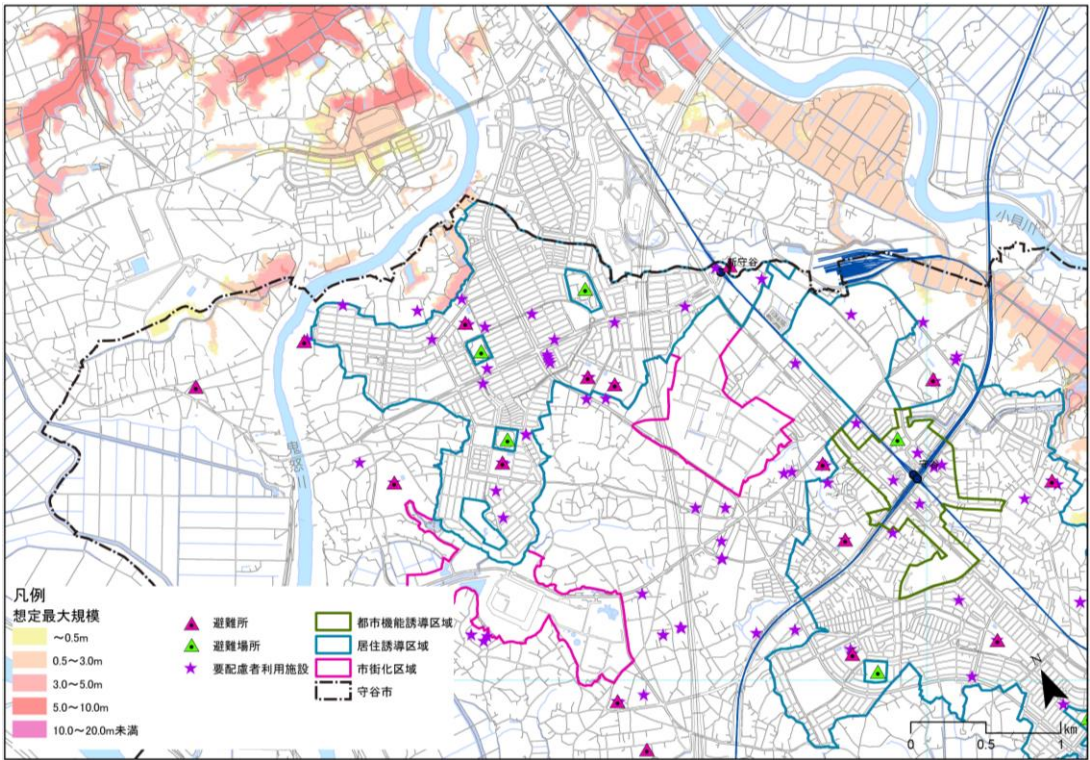 小貝川
新守谷
守谷
鬼怒川
凡例
想定最大規模
～0.5m
0.5～3.0m
3.0～5.0m
5.0～10.0m
10.0～20.0m未満
避難所
避難場所
要配慮者利用施設
都市機能誘導区域
居住誘導区域
市街化区域
守谷市
N
0 0.5 1 km